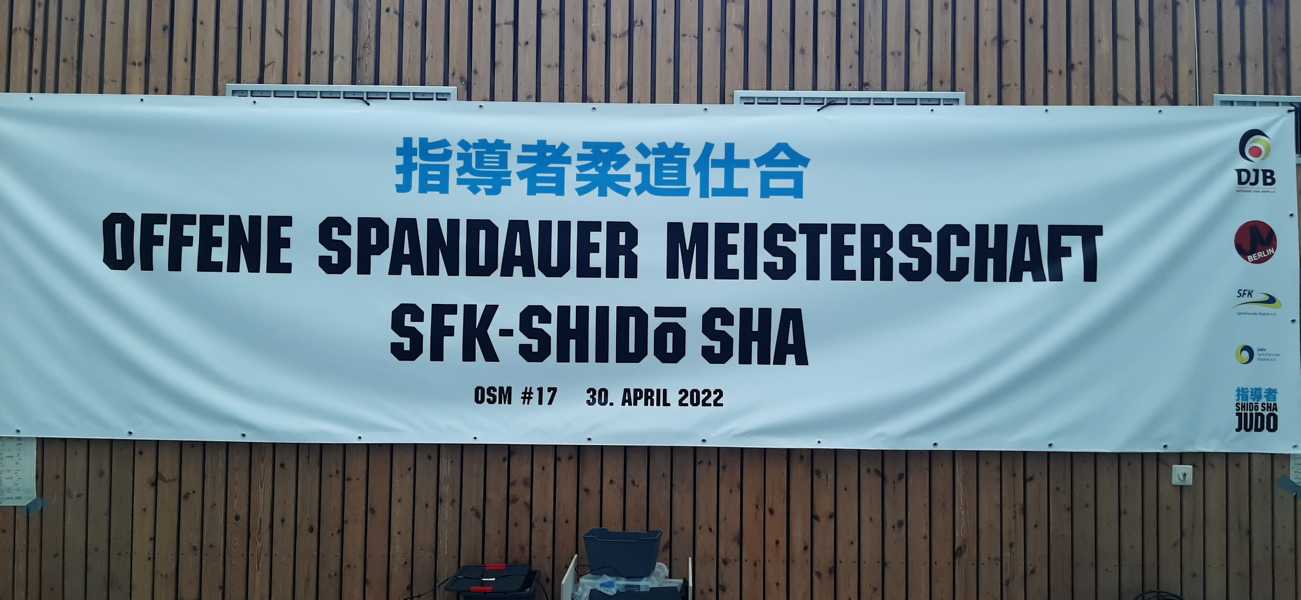 指導者柔道仕合
OFFENE SPANDAUER MEISTERSCHAFT
SFK-SHIDō SHA
OSM #17 30. APRIL 2022
DJB
JV
BERLIN
SFK
指導者
SHIDō SHA
JUDO